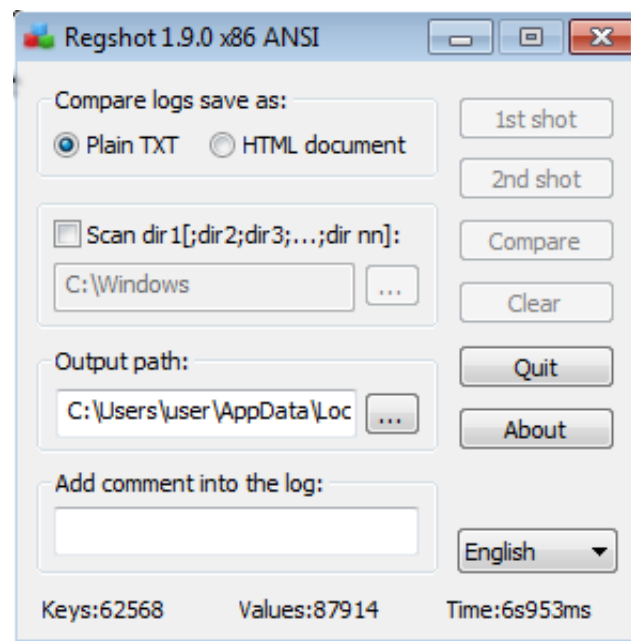 Regshot 1.9.0 x86 ANSI
Compare logs save as:
Plain TXT HTML document
1st shot
2nd shot
Scan dir1[;dir2;dir3;...;dir nn]:
C:\Windows ...
Compare
Clear
Output path:
C:\Users\user\AppData\Loc ...
Quit
About
Add comment into the log:
English
Keys:62568 Values:87914 Time:6s953ms